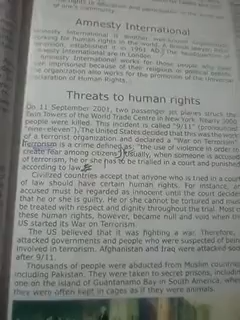 Amnesty International
Amnesty International is another well-known
working for human rights in the world. A British lawyer
established it in 1961 AD. The headquarters of
Amnesty International are in London.
Amnesty International works for those people who have
been imprisoned because of their religious or political
The organization also works for the promotion of the Universal
Declaration of Human Rights.
Threats to human rights
On 11 September 2001, two passenger jet planes struck the
Twin Towers of the World Trade Centre in New York. Nearly 3000
people were killed. This incident is called "9/11" (pronounced
"nine-eleven"). The United States decided that this was the work
of a terrorist organization and declared a "War on Terrorism".
Terrorism is a crime defined as: "the use of violence in order to
create fear among citizens". Usually, when someone is accused
of terrorism, he or she has to be trialled in a court and punished
according to law.
Civilized countries accept that anyone who is tried in a court
of law should have certain human rights. For instance, an
accused must be regarded as innocent until the court decides
that he or she is guilty. He or she cannot be tortured and must
be treated with respect and dignity throughout the trial. Most of
these human rights, however, became null and void when the
US started its War on Terrorism.
The US believed that it was fighting a war. Therefore,
attacked governments and people who were suspected of being
involved in terrorism. Afghanistan and Iraq were attacked soon
after 9/11.
Thousands of people were abducted from Muslim countries
including Pakistan. They were taken to secret prisons, including
one on the island of Guantanamo Bay in South America, where
they were often kept in cages as if they were animals.